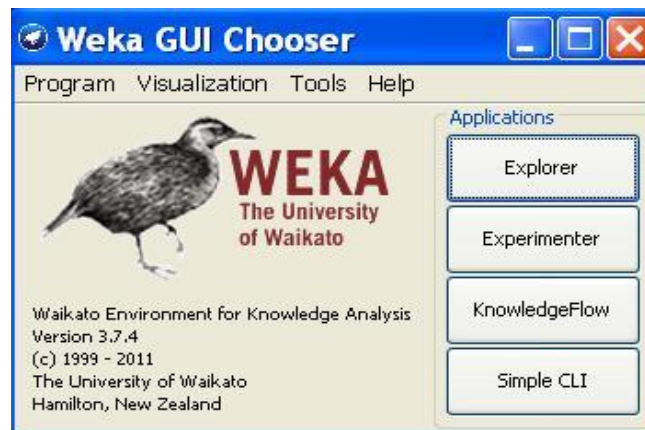 Weka GUI Chooser
Program Visualization Tools Help
WEKA
The University
of Waikato
Waikato Environment for Knowledge Analysis
Version 3.7.4
(c) 1999 - 2011
The University of Waikato
Hamilton, New Zealand
Applications
Explorer
Experimenter
KnowledgeFlow
Simple CLI